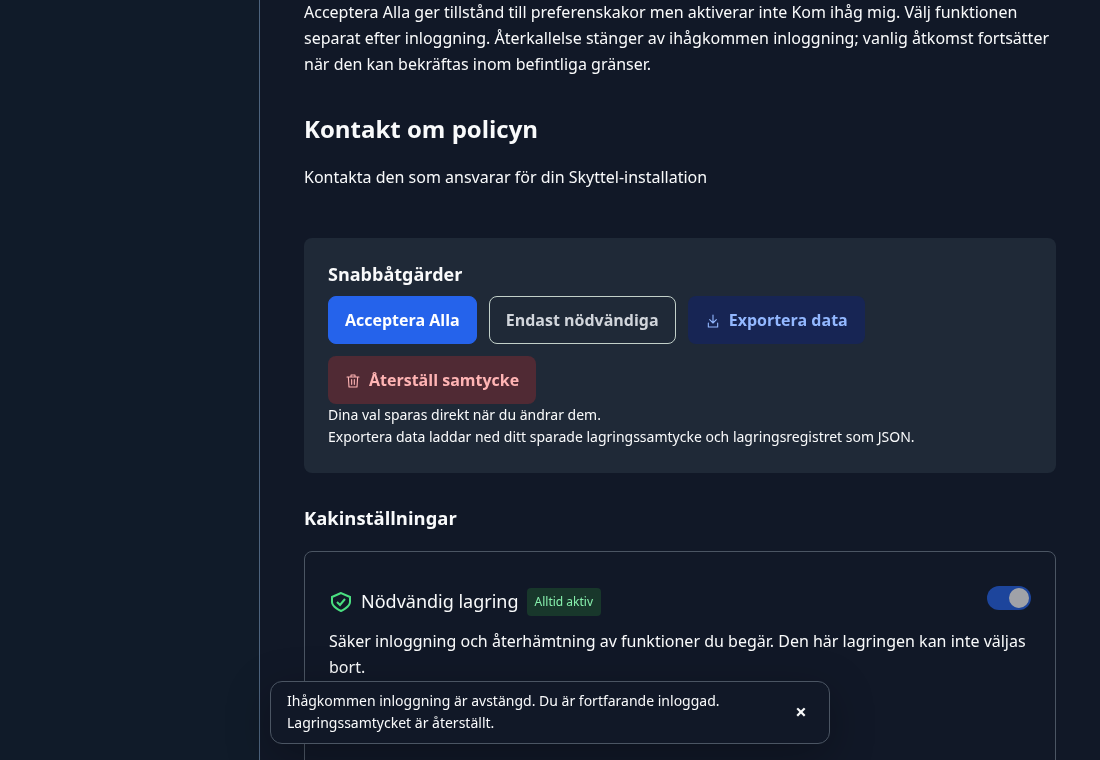 Acceptera Alla ger tillstånd till preferenskakor men aktiverar inte Kom ihåg mig. Välj funktionen
separat efter inloggning. Återkallelse stänger av ihågkommen inloggning; vanlig åtkomst fortsätter
när den kan bekräftas inom befintliga gränser.
Kontakt om policyn
Kontakta den som ansvarar för din Skyttel-installation
Snabbåtgärder
Acceptera Alla
Endast nödvändiga
Exportera data
Återställ samtycke
Dina val sparas direkt när du ändrar dem.
Exportera data laddar ned ditt sparade lagringssamtycke och lagringsregistret som JSON.
Kakinställningar
Nödvändig lagring
Alltid aktiv
Säker inloggning och återhämtning av funktioner du begär. Den här lagringen kan inte väljas
bort.
Ihågkommen inloggning är avstängd. Du är fortfarande inloggad.
Lagringssamtycket är återställt.